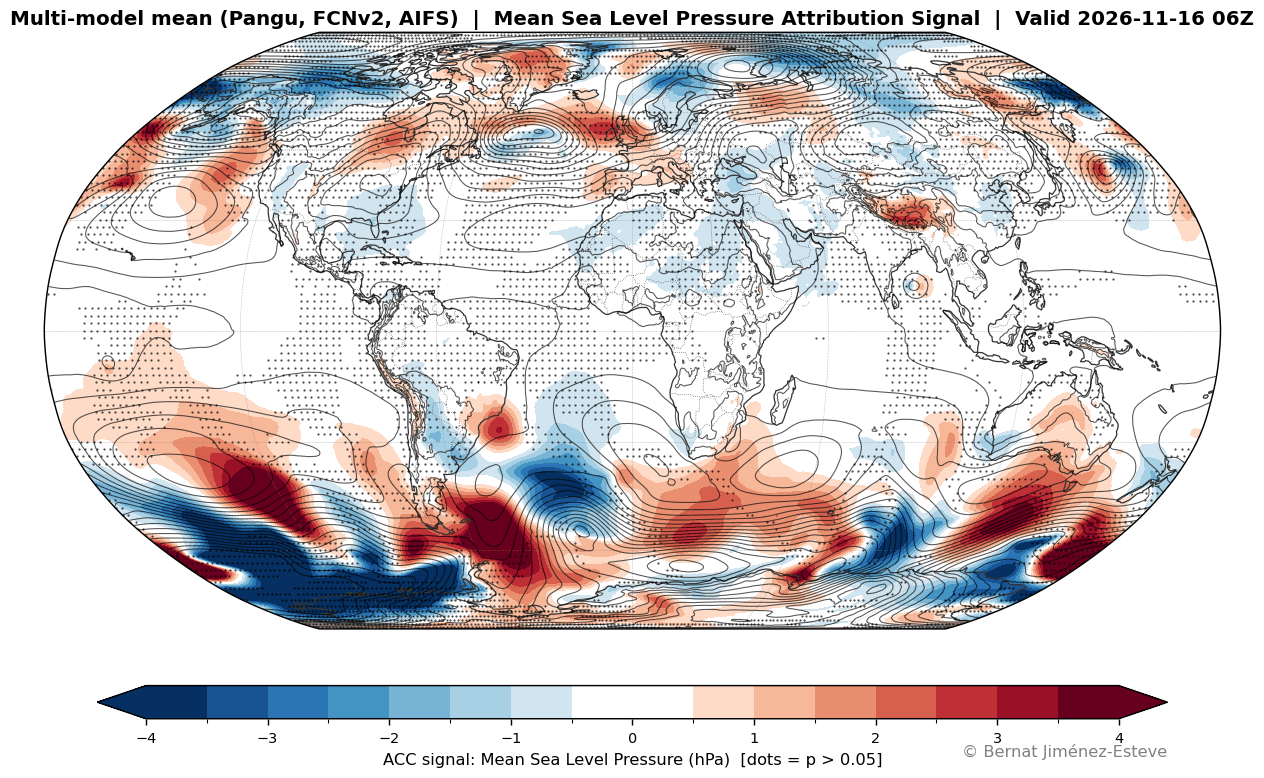 Multi-model mean (Pangu, FCNv2, AIFS)  |  Mean Sea Level Pressure Attribution Signal  |  Valid 2026-11-16 06Z
−4 −3 −2 −1 0 1 2 3 4
ACC signal: Mean Sea Level Pressure (hPa)  [dots = p > 0.05]
© Bernat Jiménez-Esteve